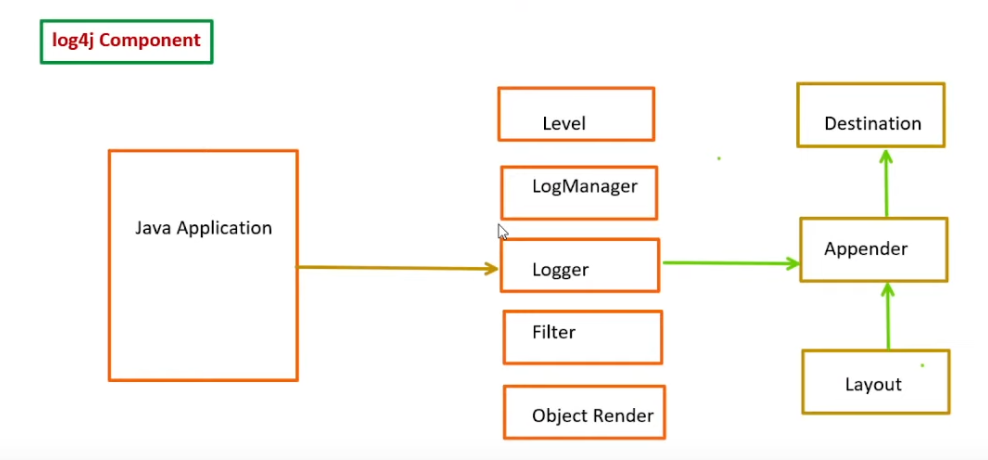 log4j Component
Java Application
Level
LogManager
Logger
Filter
Object Render
Destination
Appender
Layout